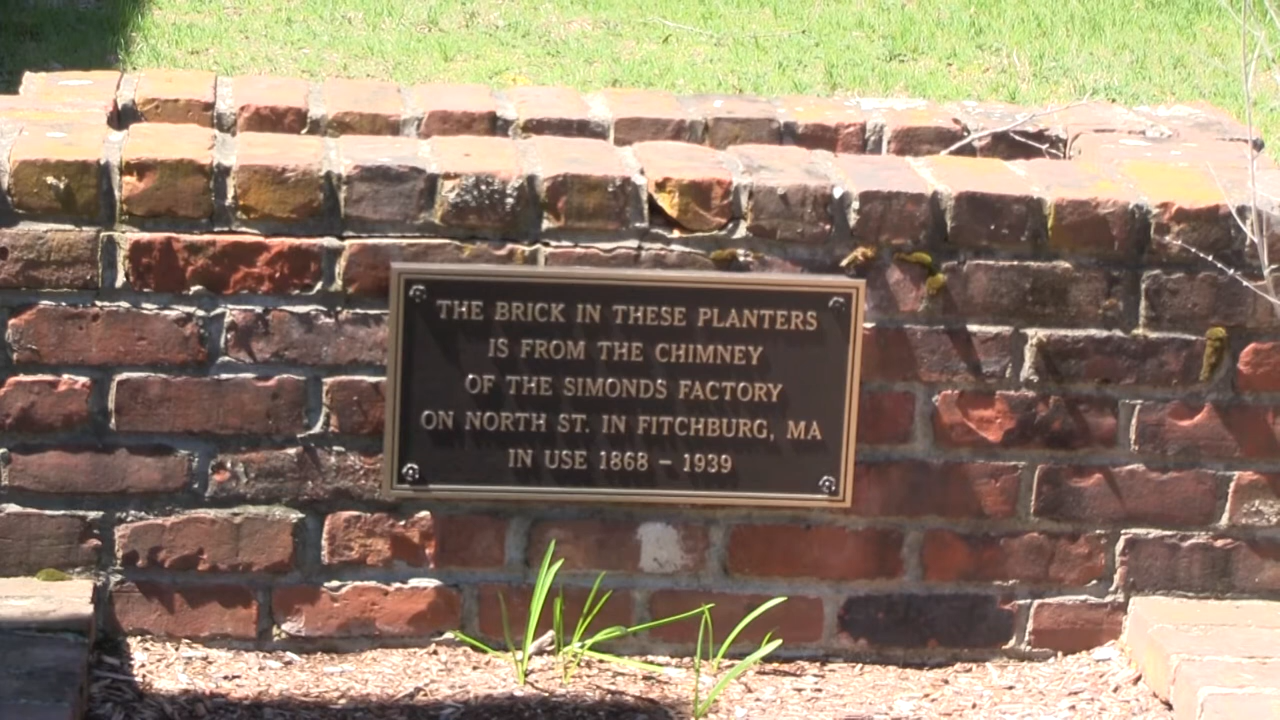 THE BRICK IN THESE PLANTERS
IS FROM THE CHIMNEY
OF THE SIMONDS FACTORY
ON NORTH ST. IN FITCHBURG, MA
IN USE 1868 - 1939